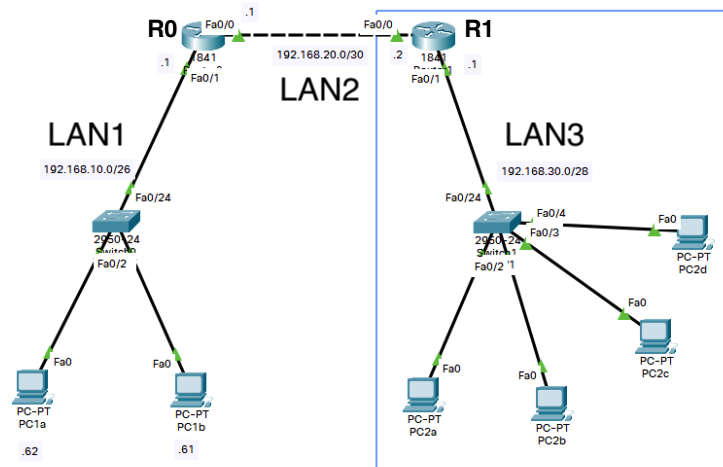 .1
Fa0/0
R0
Fa0/0
R1
1841
192.168.20.0/30
.2
1841
.1
.1
Fa0/1
Fa0/1
LAN2
LAN1
LAN3
192.168.10.0/26
192.168.30.0/28
Fa0/24
Fa0/24
Fa0/4
Fa0
2950-24
2950-24
Fa0/3
Fa0/2
Fa0/2
PC-PT
PC2d
Fa0
Fa0
Fa0
Fa0
Fa0
PC-PT
PC2c
PC-PT
PC1a
PC-PT
PC1b
PC-PT
PC2a
PC-PT
PC2b
.62
.61